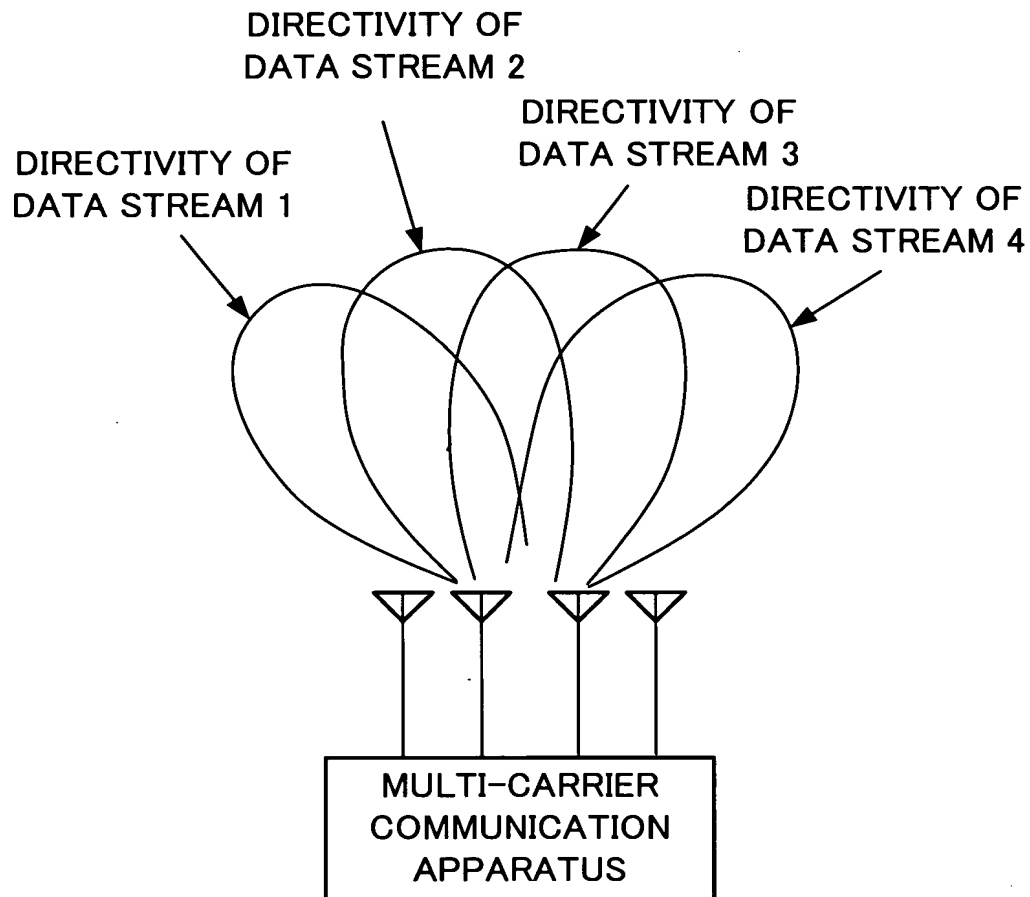 DIRECTIVITY OF
DATA STREAM 2
DIRECTIVITY OF
DATA STREAM 3
DIRECTIVITY OF
DATA STREAM 1
DIRECTIVITY OF
DATA STREAM 4
MULTI-CARRIER
COMMUNICATION
APPARATUS